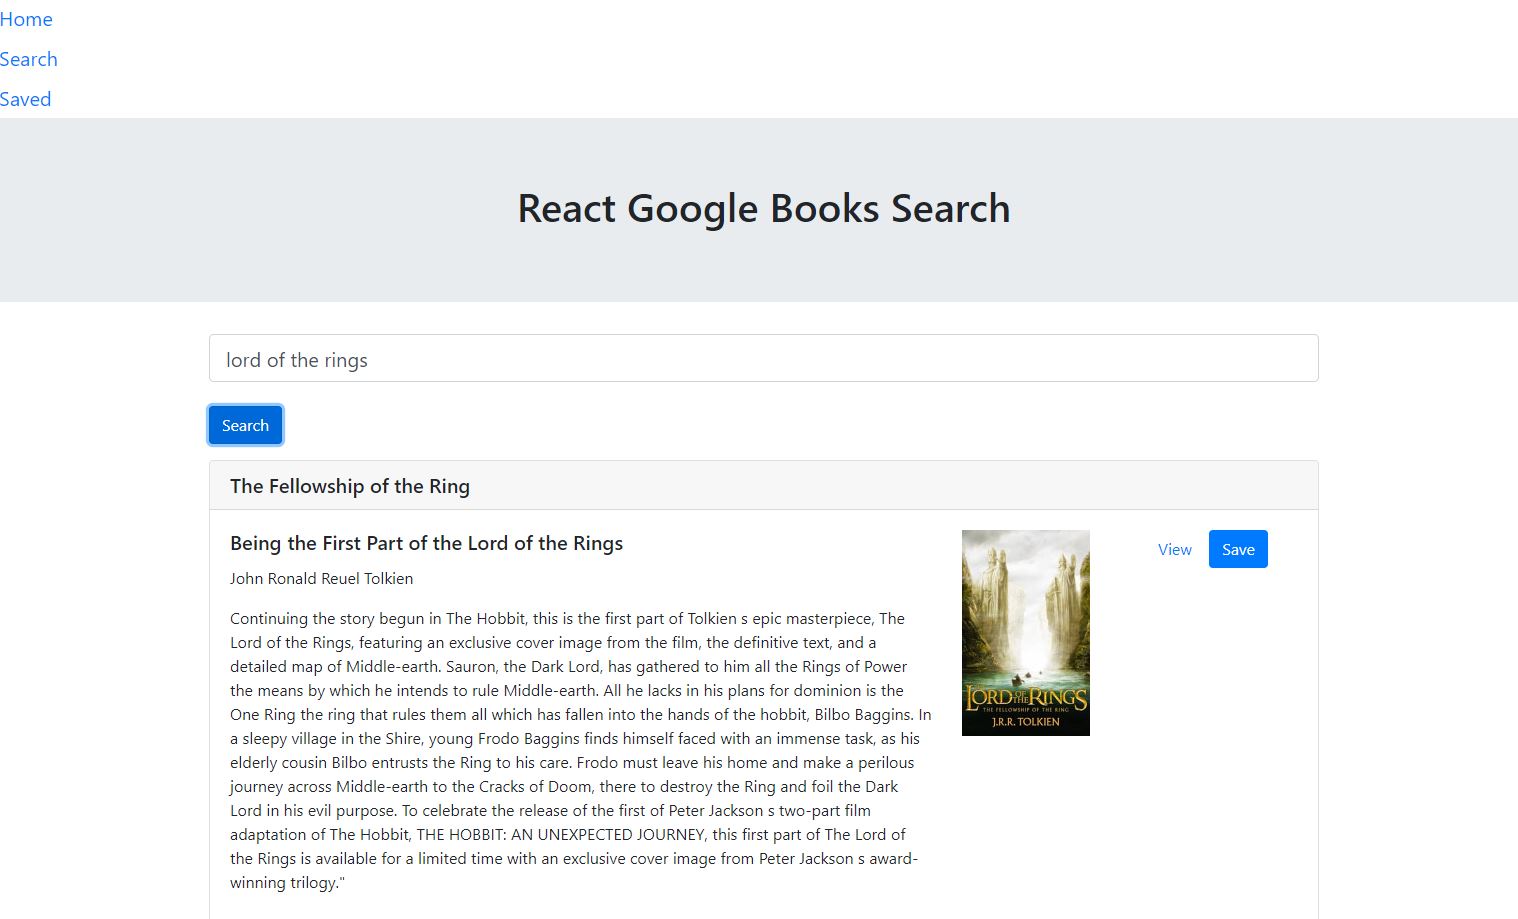 Home
Search
Saved
React Google Books Search
lord of the rings
Search
The Fellowship of the Ring
Being the First Part of the Lord of the Rings
John Ronald Reuel Tolkien
Continuing the story begun in The Hobbit, this is the first part of Tolkien s epic masterpiece, The
Lord of the Rings, featuring an exclusive cover image from the film, the definitive text, and a
detailed map of Middle-earth. Sauron, the Dark Lord, has gathered to him all the Rings of Power
the means by which he intends to rule Middle-earth. All he lacks in his plans for dominion is the
One Ring the ring that rules them all which has fallen into the hands of the hobbit, Bilbo Baggins. In
a sleepy village in the Shire, young Frodo Baggins finds himself faced with an immense task, as his
elderly cousin Bilbo entrusts the Ring to his care. Frodo must leave his home and make a perilous
journey across Middle-earth to the Cracks of Doom, there to destroy the Ring and foil the Dark
Lord in his evil purpose. To celebrate the release of the first of Peter Jackson s two-part film
adaptation of The Hobbit, THE HOBBIT: AN UNEXPECTED JOURNEY, this first part of The Lord of
the Rings is available for a limited time with an exclusive cover image from Peter Jackson s award-
winning trilogy."
LORD OF THE RINGS
THE FELLOWSHIP OF THE RING
J.R.R. TOLKIEN
View
Save